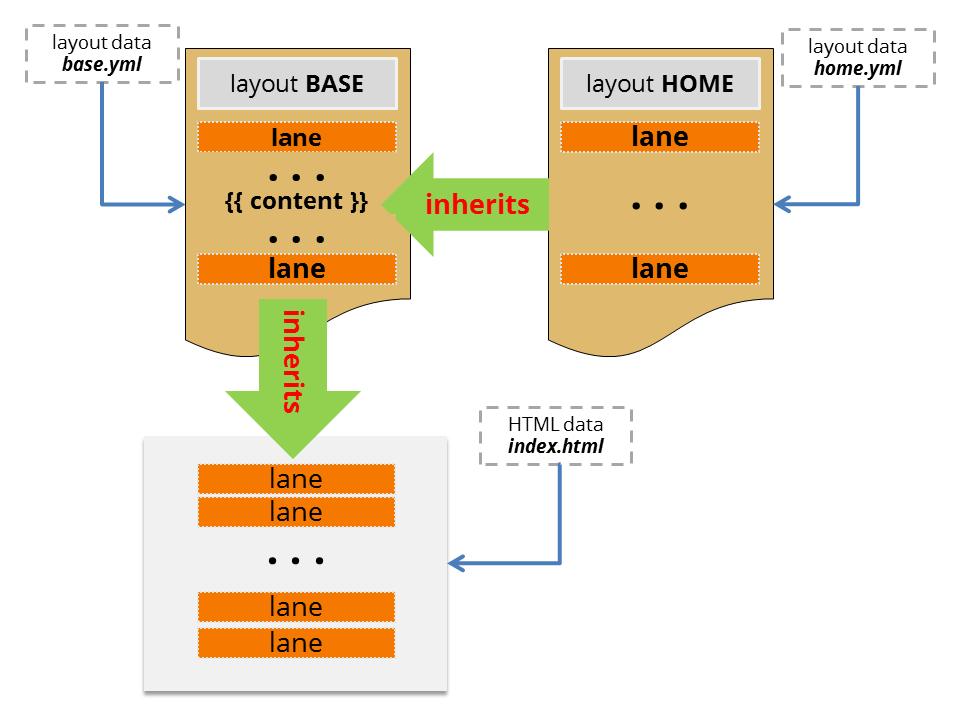 layout data
base.yml
layout BASE
lane
. . .
{{ content }}
. . .
lane
inherits
layout HOME
lane
. . .
lane
layout data
home.yml
inherits
HTML data
index.html
lane
lane
. . .
lane
lane